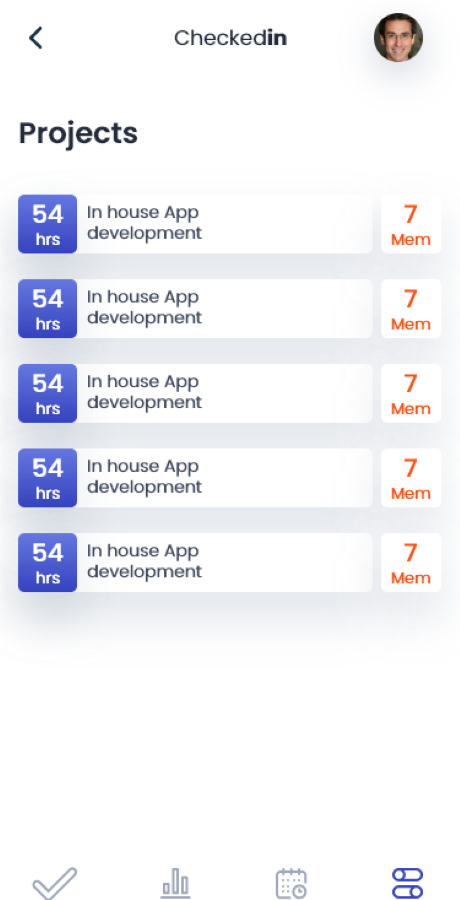 Checkedin
Projects
54
hrs
In house App
development
7
Mem
54
hrs
In house App
development
7
Mem
54
hrs
In house App
development
7
Mem
54
hrs
In house App
development
7
Mem
54
hrs
In house App
development
7
Mem